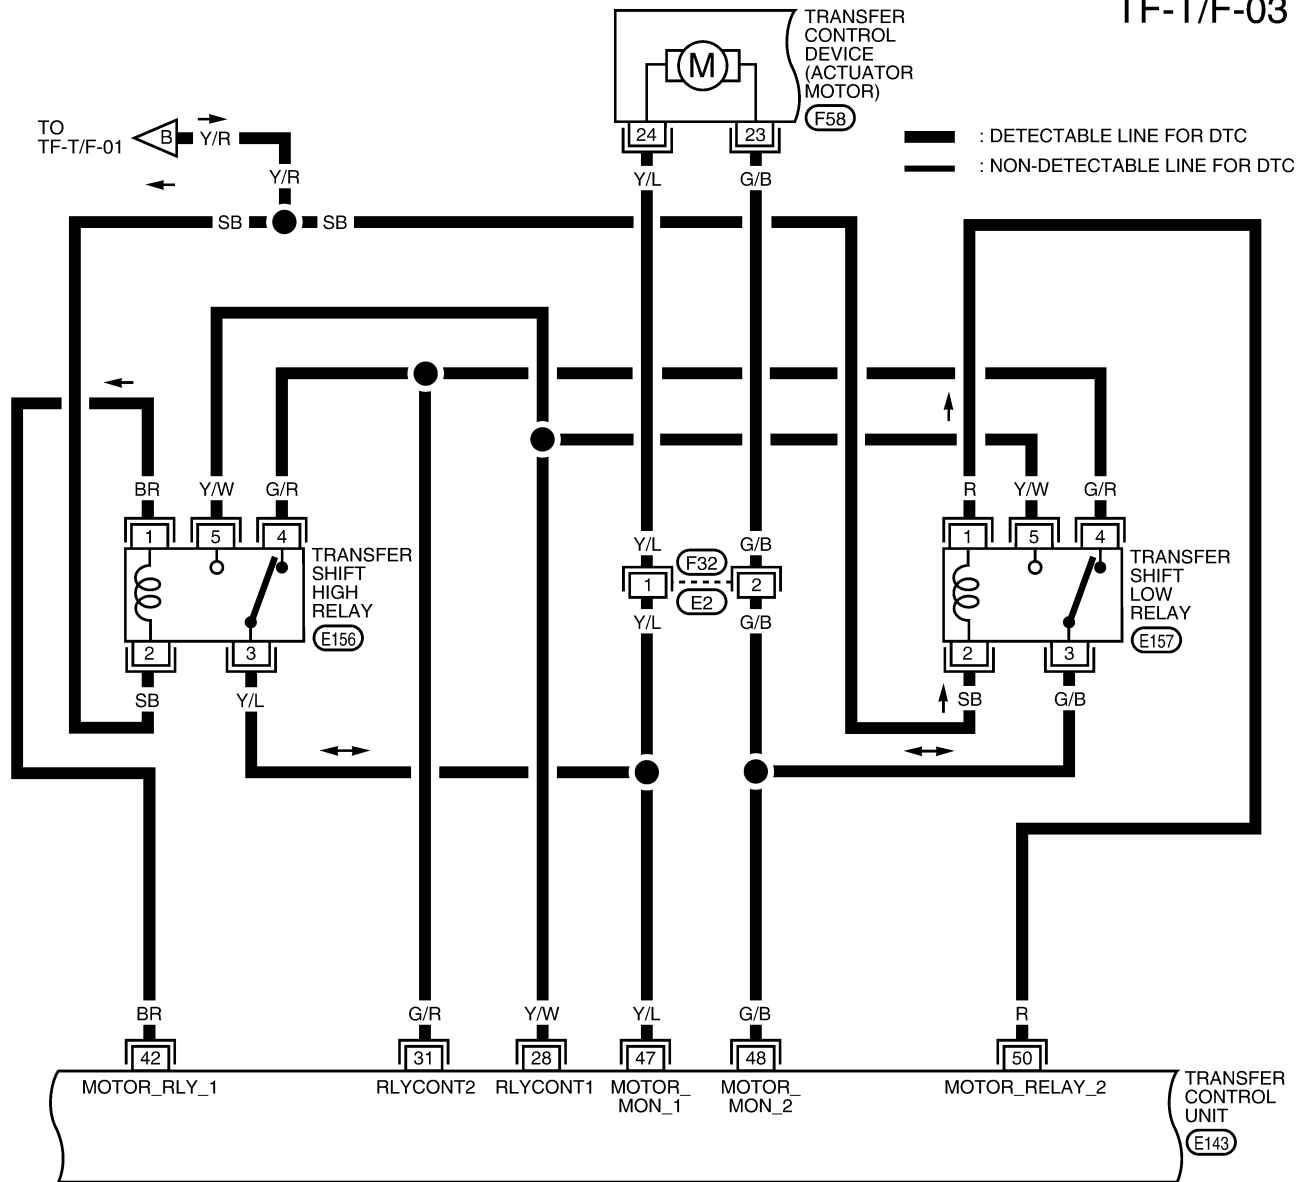 TF-T/F-03
TRANSFER
CONTROL
DEVICE
(ACTUATOR
MOTOR)
F58
M
24
23
TO
TF-T/F-01
B
Y/R
: DETECTABLE LINE FOR DTC
: NON-DETECTABLE LINE FOR DTC
Y/R
Y/L
G/B
SB
SB
BR
Y/W
G/R
R
Y/W
G/R
1
5
4
Y/L
G/B
1
5
4
TRANSFER
SHIFT
HIGH
RELAY
E156
F32
1
2
E2
TRANSFER
SHIFT
LOW
RELAY
E157
Y/L
G/B
2
3
2
3
SB
Y/L
SB
G/B
BR
G/R
Y/W
Y/L
G/B
R
42
31
28
47
48
50
MOTOR_RLY_1
RLYCONT2
RLYCONT1
MOTOR_
MON_1
MOTOR_
MON_2
MOTOR_RELAY_2
TRANSFER
CONTROL
UNIT
E143